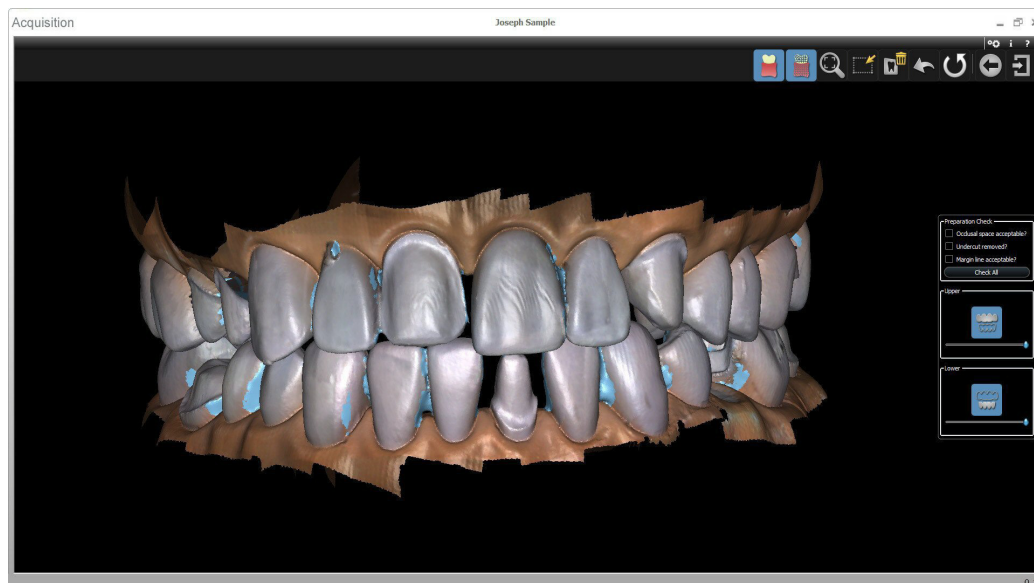 Acquisition
Joseph Sample
i ?
Preparation Check
Occlusal space acceptable?
Undercut removed?
Margin line acceptable?
Check All
Upper
Lower